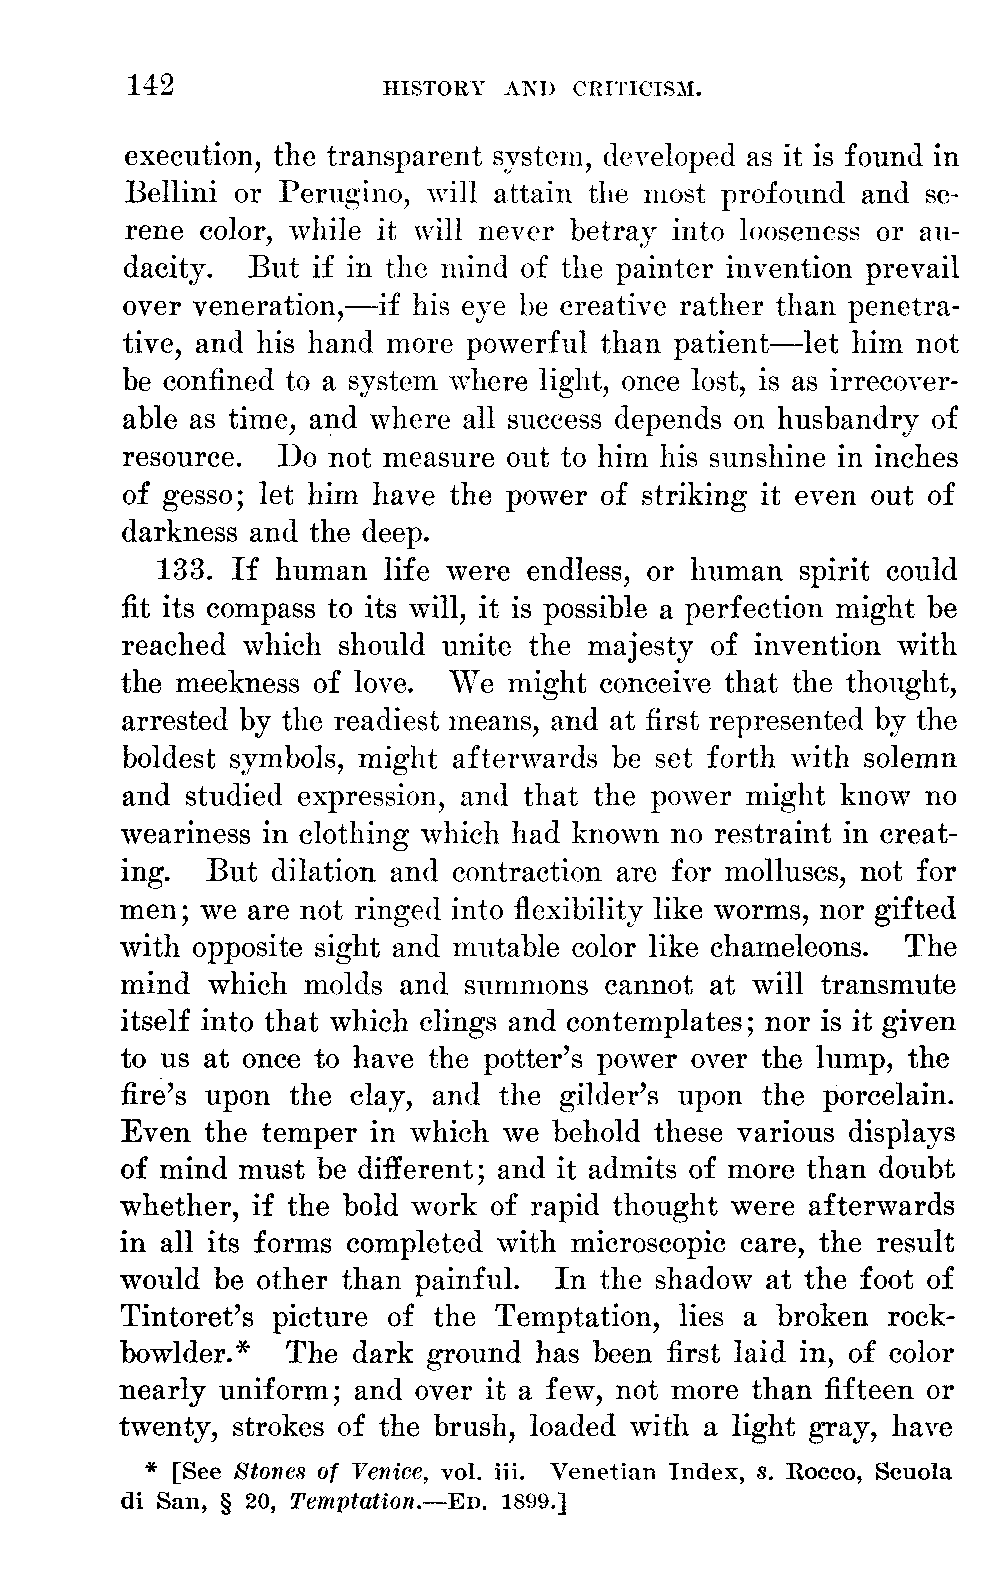 142 HISTORY AND CRITICISM.
execution, the transparent system, developed as it is found in
Bellini or Perugino, will attain the most profound and se-
rene color, while it will never betray into looseness or au-
dacity. But if in the mind of the painter invention prevail
over veneration,—if his eye be creative rather than penetra-
tive, and his hand more powerful than patient—let him not
be confined to a system where light, once lost, is as irrecover-
able as time, and where all success depends on husbandry of
resource. Do not measure out to him his sunshine in inches
of gesso; let him have the power of striking it even out of
darkness and the deep.
133. If human life were endless, or human spirit could
fit its compass to its will, it is possible a perfection might be
reached which should unite the majesty of invention with
the meekness of love. We might conceive that the thought,
arrested by the readiest means, and at first represented by the
boldest symbols, might afterwards be set forth with solemn
and studied expression, and that the power might know no
weariness in clothing which had known no restraint in creat-
ing. But dilation and contraction are for molluscs, not for
men; we are not ringed into flexibility like worms, nor gifted
with opposite sight and mutable color like chameleons. The
mind which molds and summons cannot at will transmute
itself into that which clings and contemplates; nor is it given
to us at once to have the potter's power over the lump, the
fire's upon the clay, and the gilder's upon the porcelain.
Even the temper in which we behold these various displays
of mind must be different; and it admits of more than doubt
whether, if the bold work of rapid thought were afterwards
in all its forms completed with microscopic care, the result
would be other than painful. In the shadow at the foot of
Tintoret's picture of the Temptation, lies a broken rock-
bowlder.* The dark ground has been first laid in, of color
nearly uniform; and over it a few, not more than fifteen or
twenty, strokes of the brush, loaded with a light gray, have
* [See Stones of Venice, vol. iii. Venetian Index, s. Rocco, Scuola
di San, § 20, Temptation.—ED. 1899.]